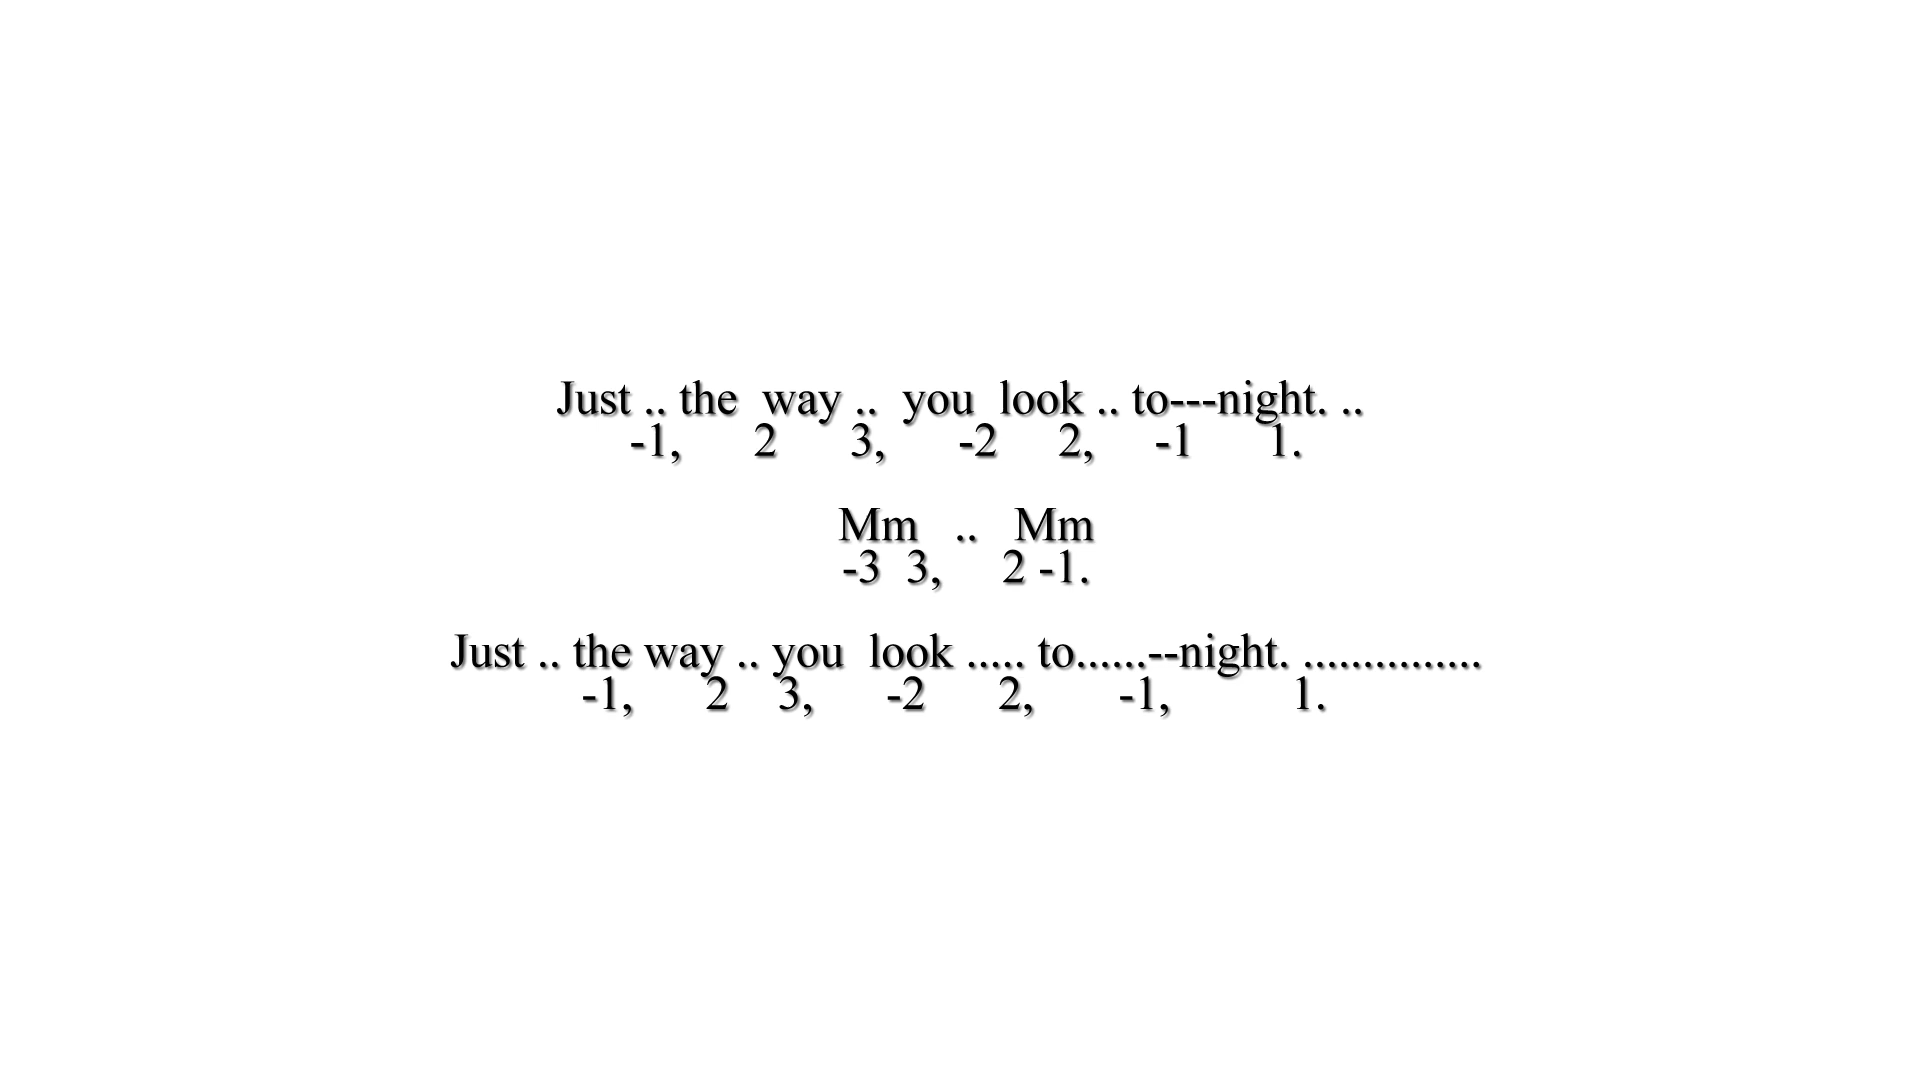 Just .. the  way ..  you  look .. to---night. ..
-1,      2      3,      -2     2,     -1      1.
Mm   ..   Mm
-3  3,     2 -1.
Just .. the way .. you  look ..... to......--night. ...............
-1,      2    3,      -2      2,       -1,          1.